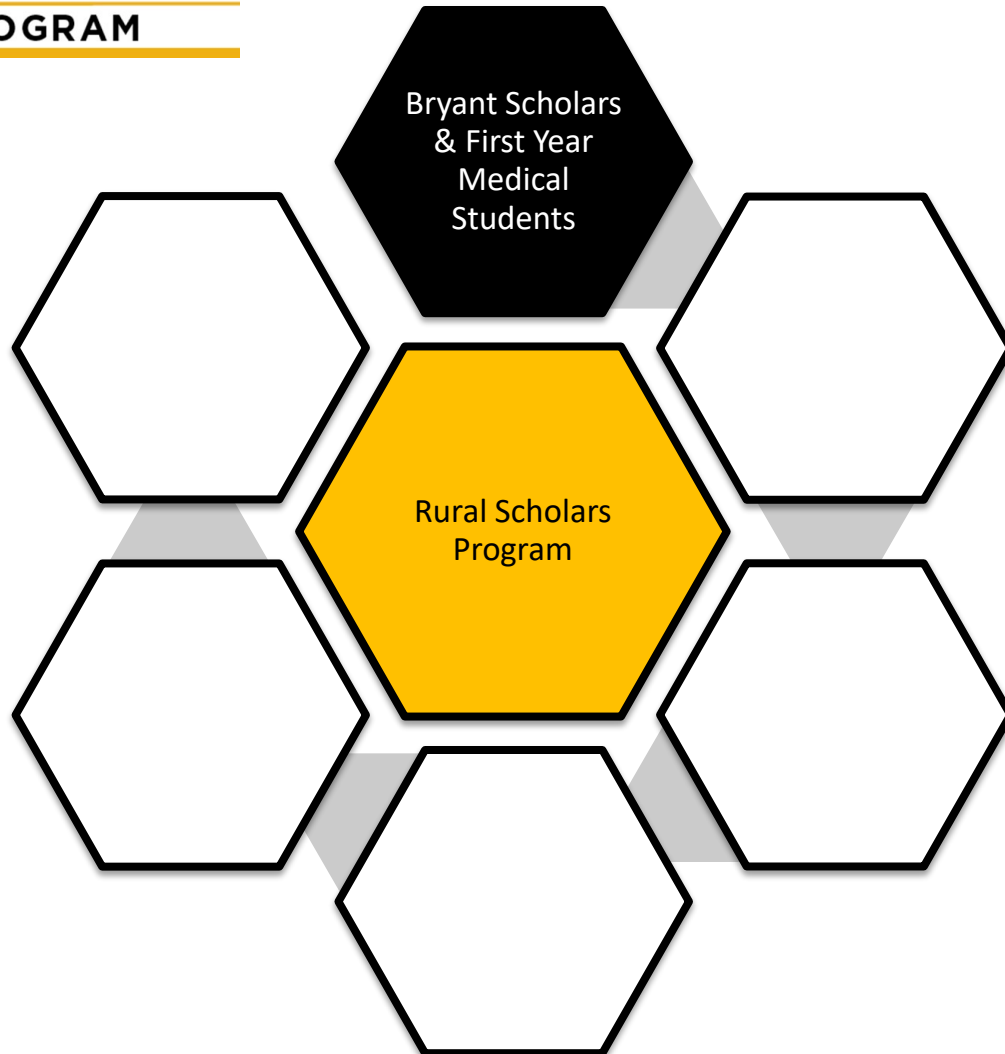 OGRAM
Bryant Scholars
& First Year
Medical
Students
Rural Scholars
Program